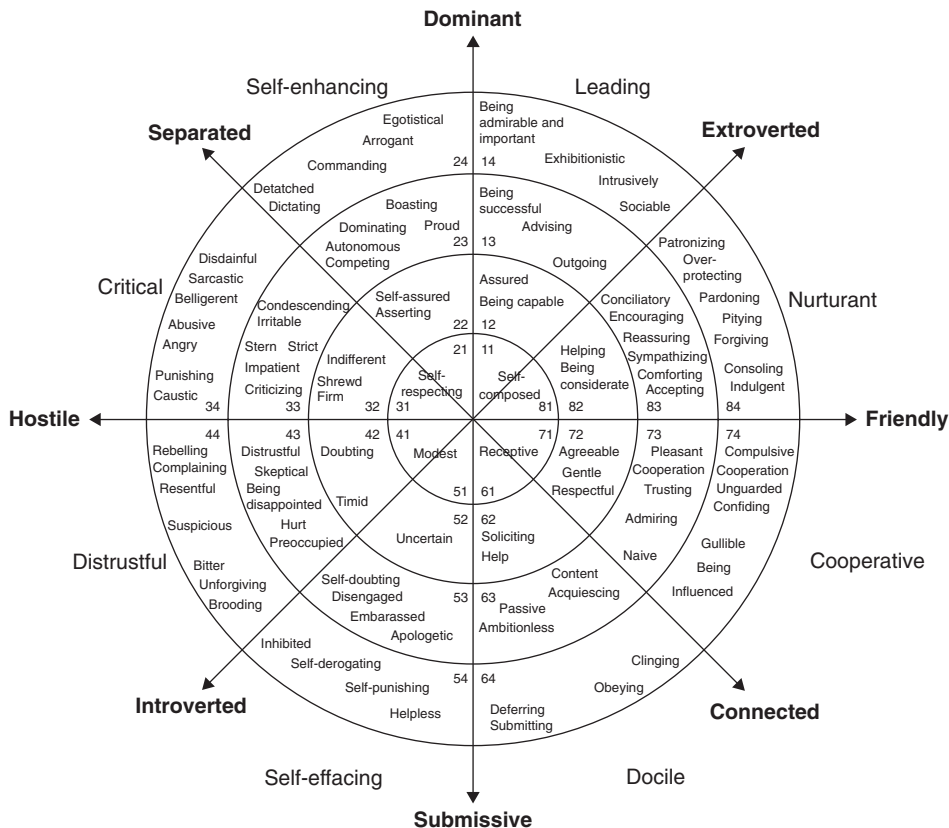 Dominant
Self-enhancing
Leading
Separated
Extroverted
Egotistical
Arrogant
Commanding
24
14
Being
admirable and
important
Exhibitionistic
Intrusively
Sociable
Detatched
Dictating
Boasting
Dominating
Proud
Autonomous
Competing
23
13
Being
successful
Advising
Outgoing
Patronizing
Over-
protecting
Critical
Disdainful
Sarcastic
Belligerent
Abusive
Angry
Punishing
Caustic
34
Condescending
Irritable
Stern Strict
Impatient
Criticizing
33
Self-assured
Asserting
22
12
Assured
Being capable
Conciliatory
Encouraging
Reassuring
Sympathizing
Comforting
Accepting
83
Pardoning
Pitying
Forgiving
Consoling
Indulgent
84
Nurturant
Indifferent
Shrewd
Firm
32
21
11
Self-
respecting
31
Self-
composed
81
Helping
Being
considerate
82
Hostile
Friendly
44
Rebelling
Complaining
Resentful
Suspicious
Bitter
Unforgiving
Brooding
Distrustful
43
Distrustful
Skeptical
Being
disappointed
Hurt
Preoccupied
42
Doubting
Timid
41
Modest
51
71
Receptive
61
72
Agreeable
Gentle
Respectful
73
Pleasant
Cooperation
Trusting
Admiring
Naive
74
Compulsive
Cooperation
Unguarded
Confiding
Gullible
Being
Influenced
Cooperative
52
Uncertain
62
Soliciting
Help
Self-doubting
Disengaged
Embarassed
Apologetic
53
63
Content
Acquiescing
Passive
Ambitionless
Inhibited
Self-derogating
Self-punishing
Helpless
54
64
Clinging
Obeying
Deferring
Submitting
Introverted
Connected
Self-effacing
Docile
Submissive